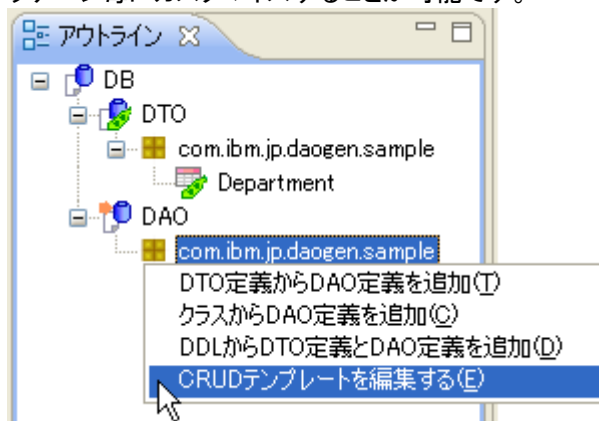 アウトライン
DB
DTO
com.ibm.jp.daogen.sample
Department
DAO
com.ibm.jp.daogen.sample
DTO定義からDAO定義を追加(T)
クラスからDAO定義を追加(C)
DDLからDTO定義とDAO定義を追加(D)
CRUDテンプレートを編集する(E)